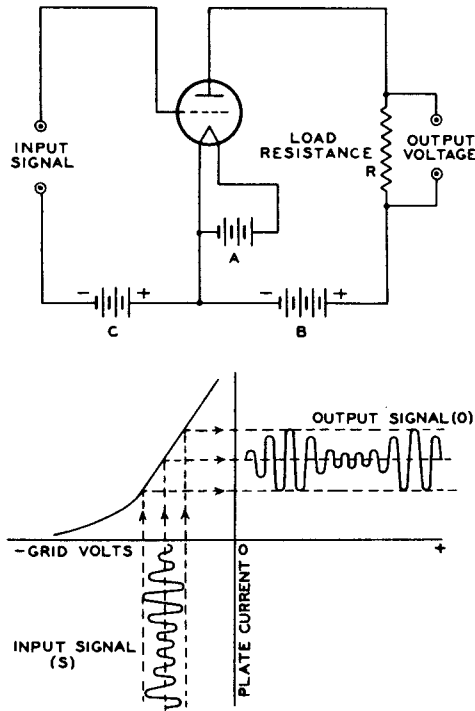 INPUT
SIGNAL
LOAD
RESISTANCE
R
OUTPUT
VOLTAGE
A
- +
C
- +
B
OUTPUT SIGNAL (O)
-GRID VOLTS
O
+
PLATE CURRENT
INPUT SIGNAL
(S)